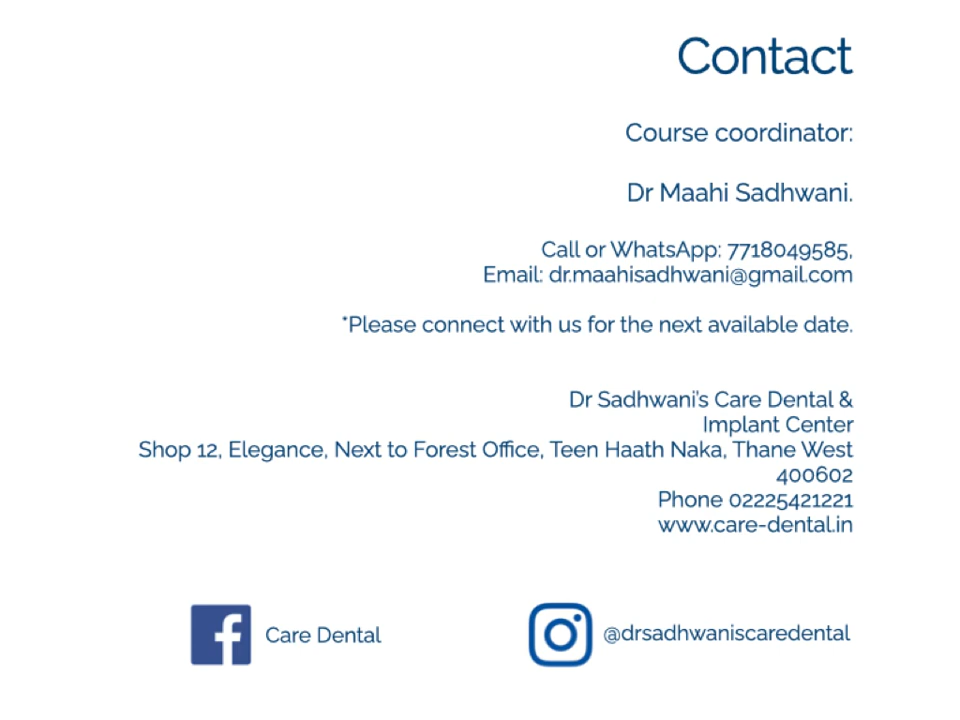 Contact
Course coordinator:
Dr Maahi Sadhwani.
Call or WhatsApp: 7718049585,
Email: dr.maahisadhwani@gmail.com
*Please connect with us for the next available date.
Dr Sadhwani's Care Dental &
Implant Center
Shop 12, Elegance, Next to Forest Office, Teen Haath Naka, Thane West
400602
Phone 02225421221
www.care-dental.in
Care Dental
@drsadhwaniscaredental